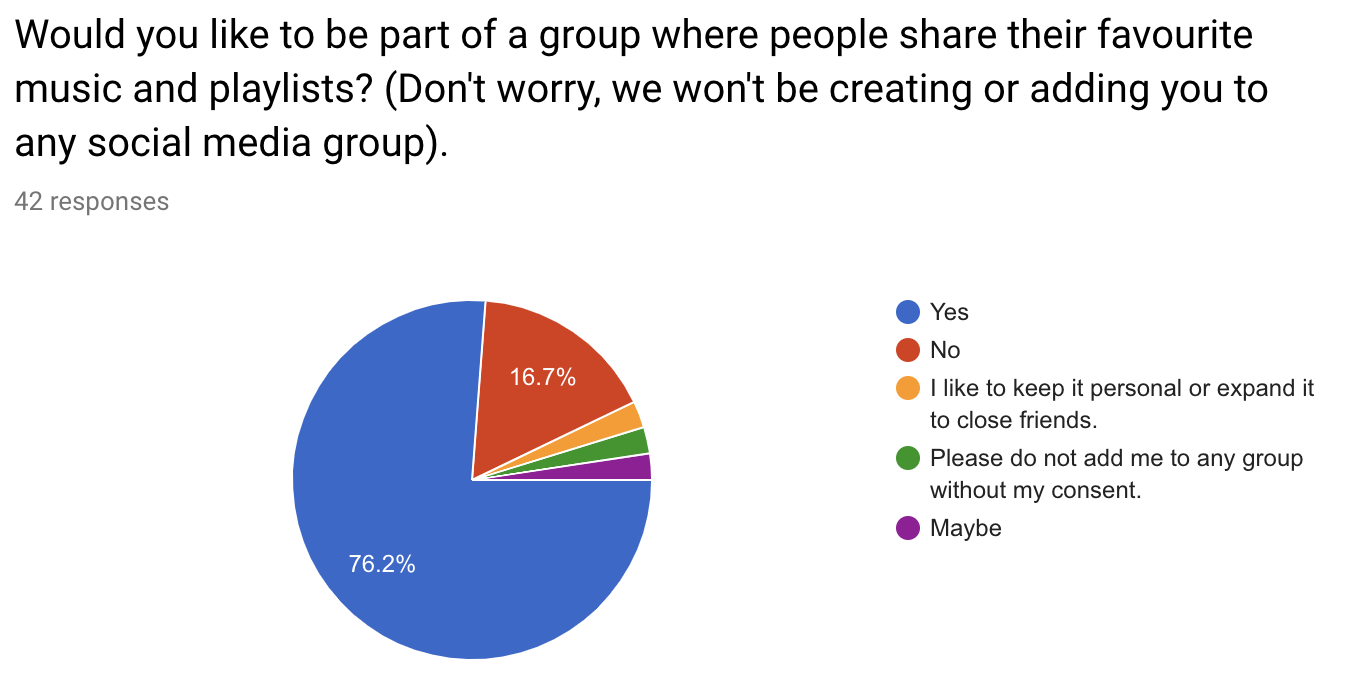 Would you like to be part of a group where people share their favourite
music and playlists? (Don't worry, we won't be creating or adding you to
any social media group).
42 responses
16.7%
76.2%
Yes
No
I like to keep it personal or expand it
to close friends.
Please do not add me to any group
without my consent.
Maybe